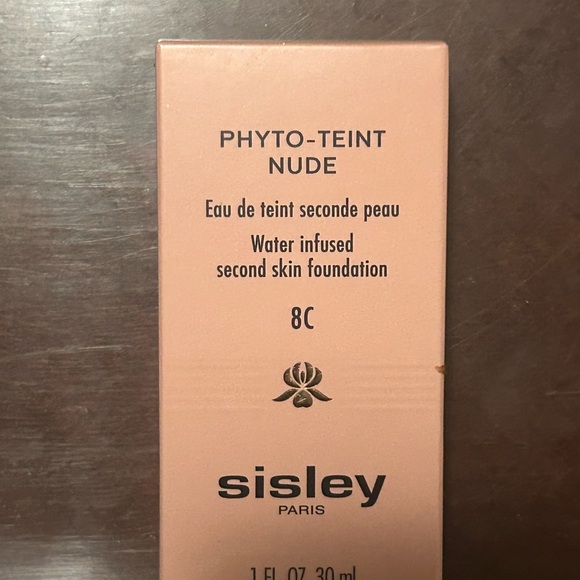 PHYTO-TEINT
NUDE
Eau de teint seconde peau
Water infused
second skin foundation
8C
sisley
PARIS
1 FL. OZ. 30 ml